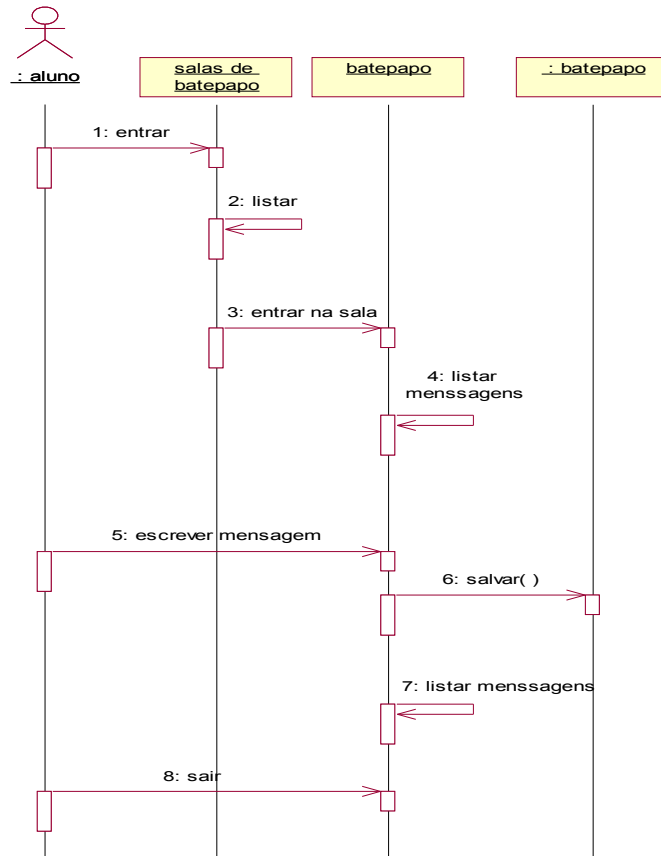 : aluno
salas de
batepapo
batepapo
: batepapo
1: entrar
2: listar
3: entrar na sala
4: listar
menssagens
5: escrever mensagem
6: salvar( )
7: listar menssagens
8: sair